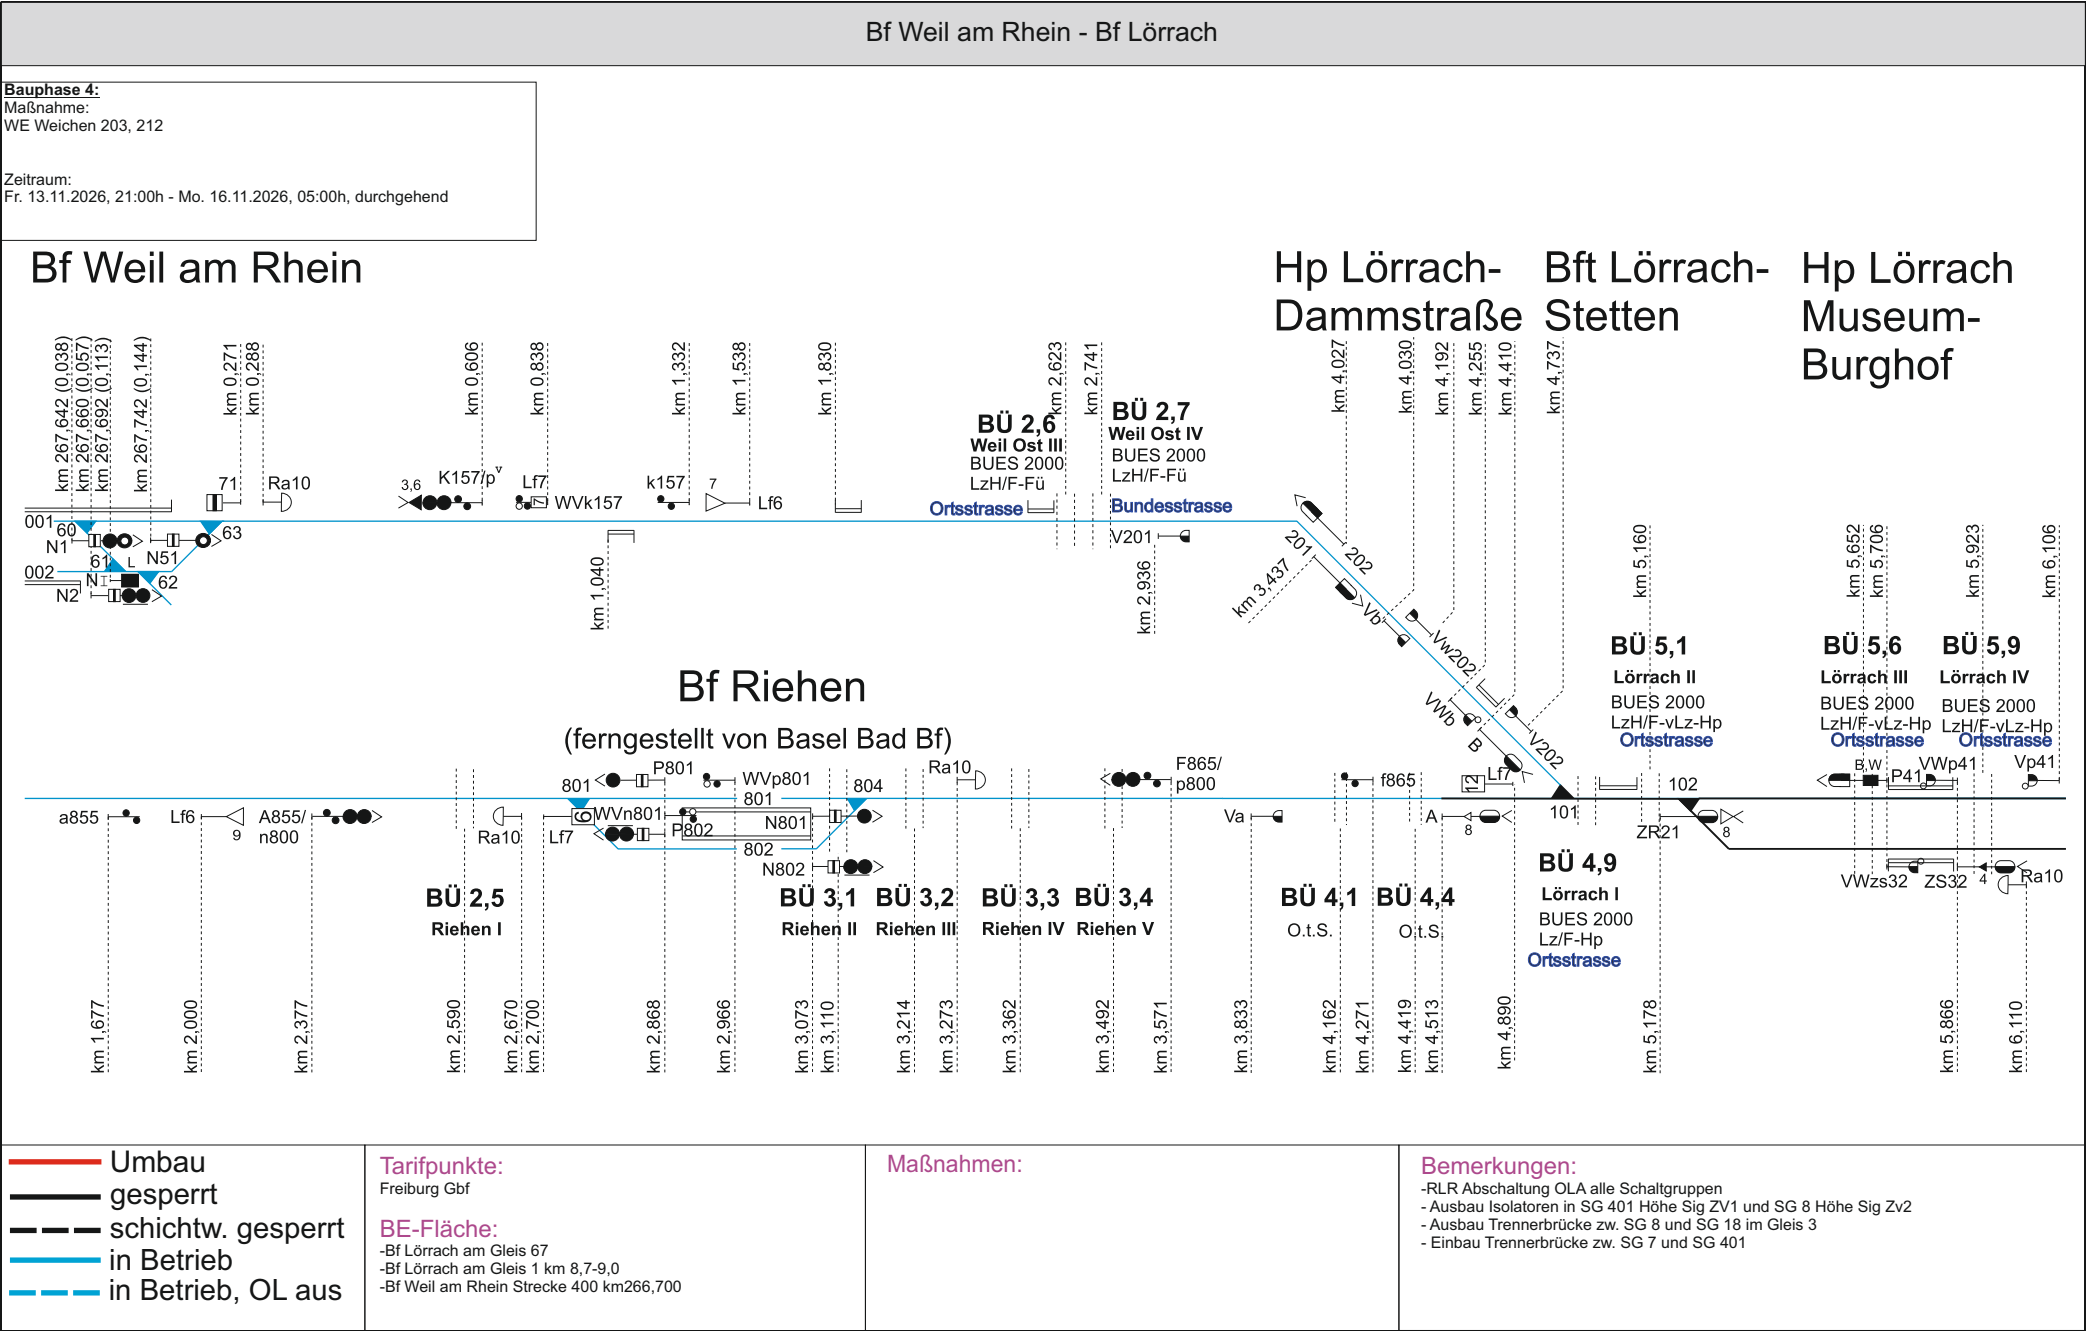 Bf Weil am Rhein - Bf Lörrach
Bauphase 4:
Maßnahme:
WE Weichen 203, 212
Zeitraum:
Fr. 13.11.2026, 21:00h - Mo. 16.11.2026, 05:00h, durchgehend
Bf Weil am Rhein
Hp Lörrach-
Dammstraße
Bft Lörrach-
Stetten
Hp Lörrach
Museum-
Burghof
km 267,642 (0,038)
km 267,660 (0,057)
km 267,692 (0,113)
km 267,742 (0,144)
km 0,271
km 0,288
km 0,606
km 0,838
km 1,332
km 1,538
km 1,830
km 2,623
km 2,741
km 4,027
km 4,030
km 4,192
km 4,255
km 4,410
km 4,737
BÜ 2,6
Weil Ost III
BUES 2000
LzH/F-Fü
Ortsstrasse
BÜ 2,7
Weil Ost IV
BUES 2000
LzH/F-Fü
Bundesstrasse
71
Ra10
3,6
K157/p v
Lf7
7
WVk157
k157
7
Lf6
001
60
N1
61
L
N51
63
002
N
62
N2
km 1,040
V201
km 2,936
201
202
km 3,437
Vb
Vw202
VWb
B
V202
km 5,160
km 5,652
km 5,706
km 5,923
km 6,106
BÜ 5,1
Lörrach II
BUES 2000
LzH/F-vLz-Hp
Ortsstrasse
BÜ 5,6
Lörrach III
BUES 2000
LzH/F-vLz-Hp
Ortsstrasse
BÜ 5,9
Lörrach IV
BUES 2000
LzH/F-vLz-Hp
Ortsstrasse
Bf Riehen
(ferngestellt von Basel Bad Bf)
801
P801
WVp801
801
804
Ra10
F865/
p800
f865
12
Lf7
102
B,W
P41
VWp41
Vp41
a855
Lf6
9
A855/
n800
Ra10
Lf7
9
WVn801
P802
N801
802
N802
Va
A
8
101
ZR21
8
VWzs32
ZS32
4
Ra10
BÜ 2,5
Riehen I
BÜ 3,1
Riehen II
BÜ 3,2
Riehen III
BÜ 3,3
Riehen IV
BÜ 3,4
Riehen V
BÜ 4,1
O.t.S.
BÜ 4,4
O.t.S.
BÜ 4,9
Lörrach I
BUES 2000
Lz/F-Hp
Ortsstrasse
km 1,677
km 2,000
km 2,377
km 2,590
km 2,670
km 2,700
km 2,868
km 2,966
km 3,073
km 3,110
km 3,214
km 3,273
km 3,362
km 3,492
km 3,571
km 3,833
km 4,162
km 4,271
km 4,419
km 4,513
km 4,890
km 5,178
km 5,866
km 6,110
Umbau
gesperrt
schichtw. gesperrt
in Betrieb
in Betrieb, OL aus
Tarifpunkte:
Freiburg Gbf
BE-Fläche:
-Bf Lörrach am Gleis 67
-Bf Lörrach am Gleis 1 km 8,7-9,0
-Bf Weil am Rhein Strecke 400 km266,700
Maßnahmen:
Bemerkungen:
-RLR Abschaltung OLA alle Schaltgruppen
- Ausbau Isolatoren in SG 401 Höhe Sig ZV1 und SG 8 Höhe Sig Zv2
- Ausbau Trennerbrücke zw. SG 8 und SG 18 im Gleis 3
- Einbau Trennerbrücke zw. SG 7 und SG 401